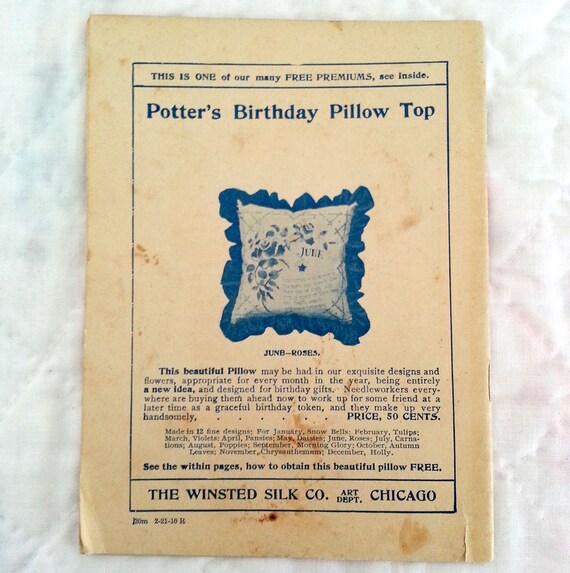 THIS IS ONE of our many FREE PREMIUMS, see inside.
Potter's Birthday Pillow Top
JUNE
JUNE—ROSES.
This beautiful Pillow may be had in our exquisite designs and
flowers, appropriate for every month in the year, being entirely
a new idea, and designed for birthday gifts. Needleworkers every-
where are buying them ahead now to work up for some friend at a
later time as a graceful birthday token, and they make up very
handsomely, . . . . . PRICE, 50 CENTS.
Made in 12 fine designs; For January, Snow Bells; February, Tulips;
March, Violets; April, Pansies; May, Daisies; June, Roses; July, Carna-
tions; August, Poppies; September, Morning Glory; October, Autumn
Leaves; November, Chrysanthemum; December, Holly.
See the within pages, how to obtain this beautiful pillow FREE.
THE WINSTED SILK CO. ART DEPT. CHICAGO
2-21-10 R